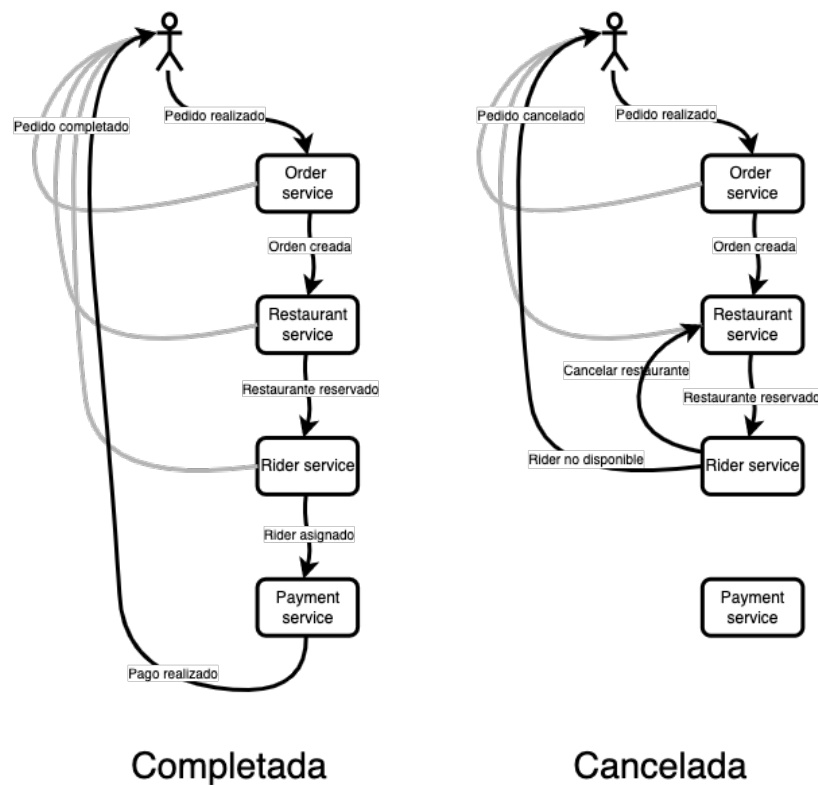 Pedido completado
Pedido realizado
Order
service
Orden creada
Restaurant
service
Restaurante reservado
Rider service
Rider asignado
Payment
service
Pago realizado
Completada
Pedido cancelado
Pedido realizado
Order
service
Orden creada
Restaurant
service
Cancelar restaurante
Restaurante reservado
Rider no disponible
Rider service
Payment
service
Cancelada